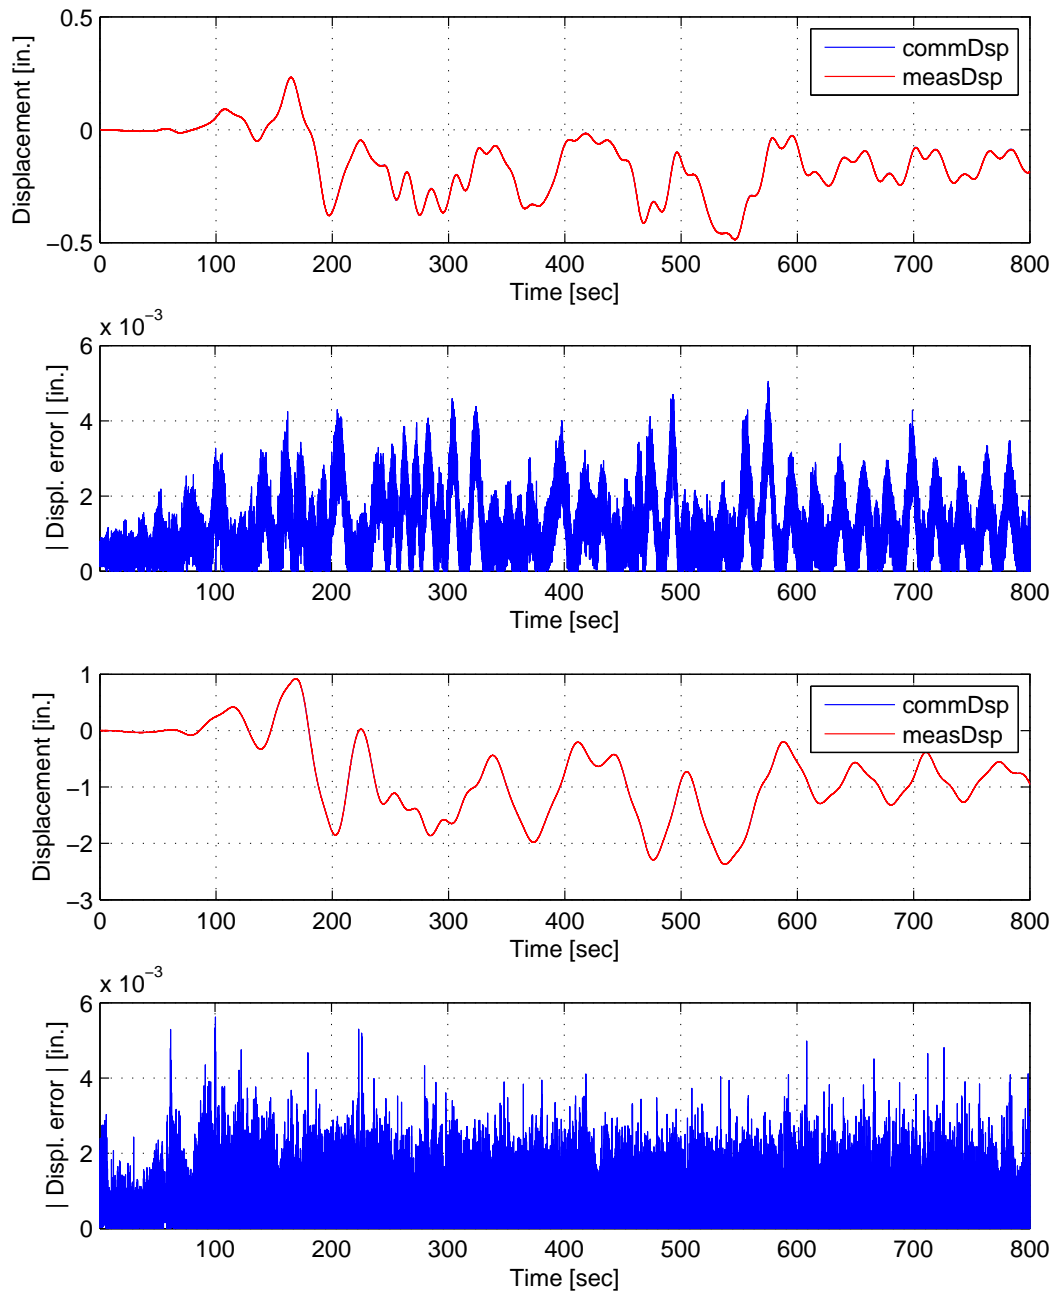 0.5
0
−0.5
Displacement [in.]
commDsp
measDsp
0 100 200 300 400 500 600 700 800
Time [sec]
x 10^−3
6
4
2
0
| Displ. error | [in.]
100 200 300 400 500 600 700 800
Time [sec]
1
0
−1
−2
−3
Displacement [in.]
commDsp
measDsp
0 100 200 300 400 500 600 700 800
Time [sec]
x 10^−3
6
4
2
0
| Displ. error | [in.]
100 200 300 400 500 600 700 800
Time [sec]